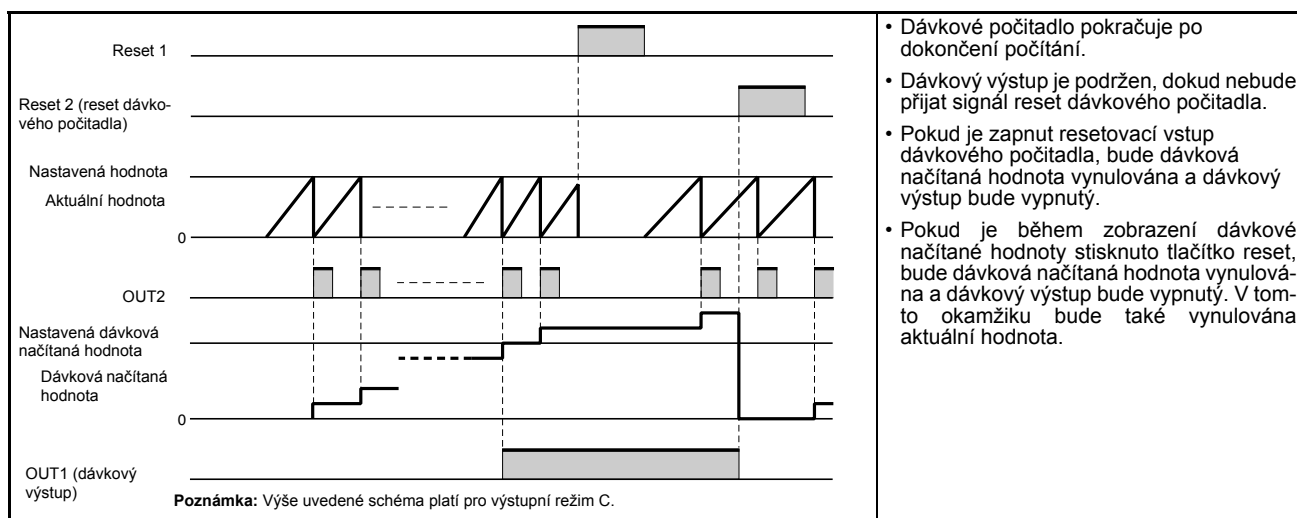 Reset 1
Reset 2 (reset dávko-
vého počitadla)
Nastavená hodnota
Aktuální hodnota
0
OUT2
Nastavená dávková
načítaná hodnota
Dávková načítaná
hodnota
0
OUT1 (dávkový
výstup)
Poznámka: Výše uvedené schéma platí pro výstupní režim C.
• Dávkové počitadlo pokračuje po
dokončení počítání.
• Dávkový výstup je podržen, dokud nebude
přijat signál reset dávkového počitadla.
• Pokud je zapnut resetovací vstup
dávkového počitadla, bude dávková
načítaná hodnota vynulována a dávkový
výstup bude vypnutý.
• Pokud je během zobrazení dávkové
načítané hodnoty stisknuto tlačítko reset,
bude dávková načítaná hodnota vynulová-
na a dávkový výstup bude vypnutý. V tom-
to okamžiku bude také vynulována
aktuální hodnota.